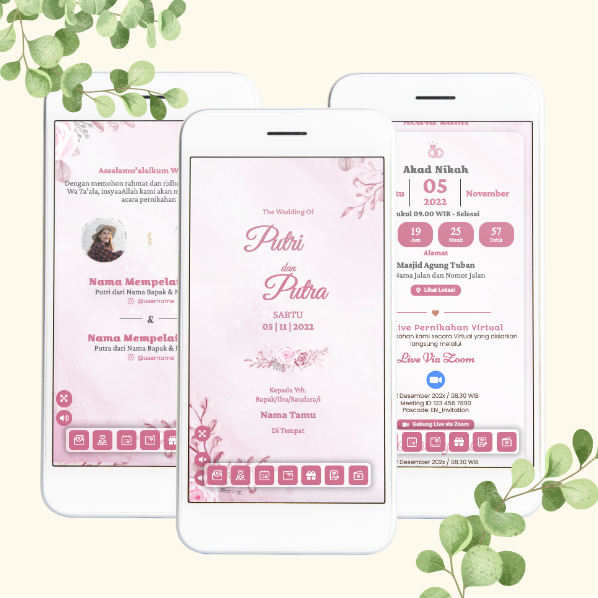 Assalamu'alaikum W
Dengan memohon rahmat dan ridho
Wa Ta'ala, insyaaAllah kami akan m
acara pernikahan
Nama Mempelai
Putri dari Nama Bapak & N
@username
&
Nama Mempelai
Putra dari Nama Bapak & N
@username
The Wedding Of
Putri
dan
Putra
SABTU
05 | 11 | 2022
Kepada Yth.
Bapak/Ibu/Saudara/i
Nama Tamu
Di Tempat
Acara Kami
Akad Nikah
tu
05
November
2022
ukul 09.00 WIB - Selesai
19
Jam
25
Menit
57
Detik
Alamat
Masjid Agung Tuban
Nama Jalan dan Nomor Jalan
Lihat Lokasi
ive Pernikahan Virtual
ahan kami secara Virtual yang disiarkan
langsung melalui
Live Via Zoom
Desember 202x / 08.30 WIB
Meeting ID: 123 456 7890
Passcode: EN_Invitation
Gabung Live via Zoom
Desember 202x / 08.30 WIB